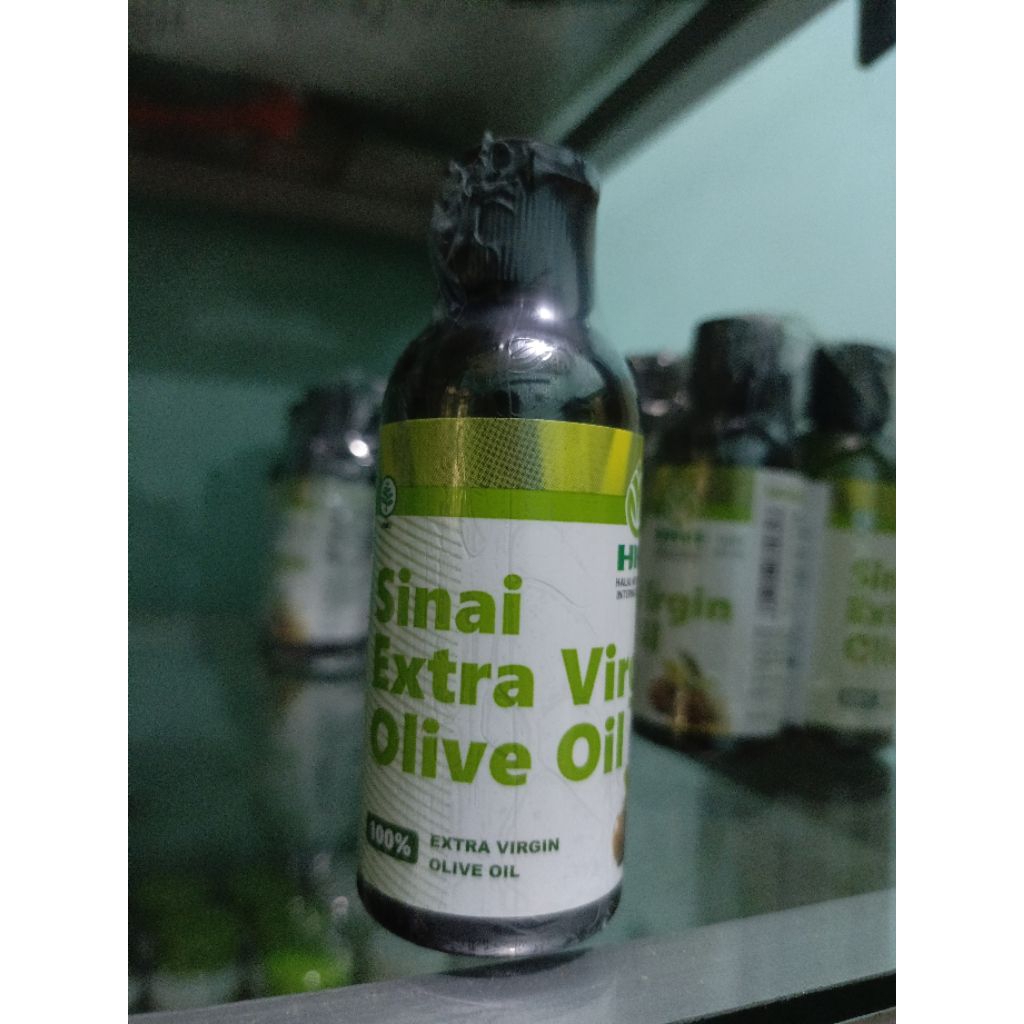 Sinai
Extra Vir
Olive Oil
100% EXTRA VIRGIN
OLIVE OIL